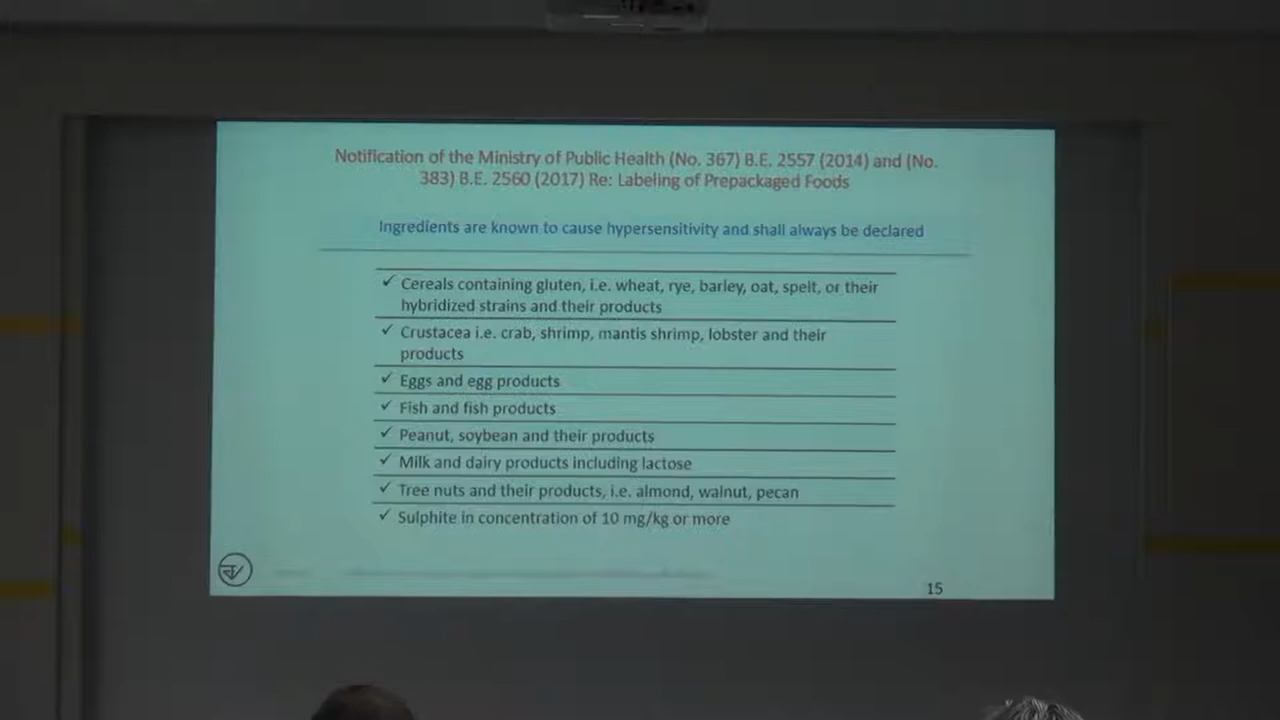 Notification of the Ministry of Public Health (No. 367) B.E. 2557 (2014) and (No.
383) B.E. 2560 (2017) Re: Labeling of Prepackaged Foods
Ingredients are known to cause hypersensitivity and shall always be declared
✓ Cereals containing gluten, i.e. wheat, rye, barley, oat, spelt, or their
hybridized strains and their products
✓ Crustacea i.e. crab, shrimp, mantis shrimp, lobster and their
products
✓ Eggs and egg products
✓ Fish and fish products
✓ Peanut, soybean and their products
✓ Milk and dairy products including lactose
✓ Tree nuts and their products, i.e. almond, walnut, pecan
✓ Sulphite in concentration of 10 mg/kg or more
15